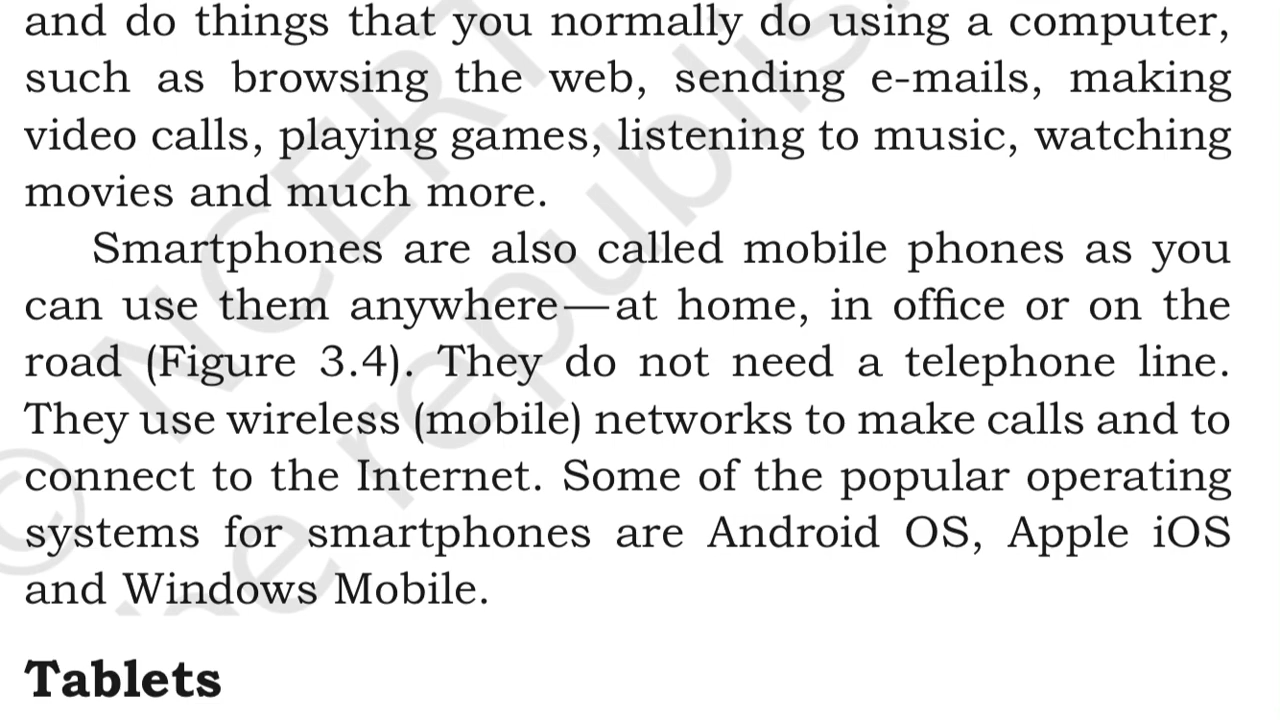 and do things that you normally do using a computer,
such as browsing the web, sending e-mails, making
video calls, playing games, listening to music, watching
movies and much more.
Smartphones are also called mobile phones as you
can use them anywhere—at home, in office or on the
road (Figure 3.4). They do not need a telephone line.
They use wireless (mobile) networks to make calls and to
connect to the Internet. Some of the popular operating
systems for smartphones are Android OS, Apple iOS
and Windows Mobile.
Tablets
© NCERT
republis